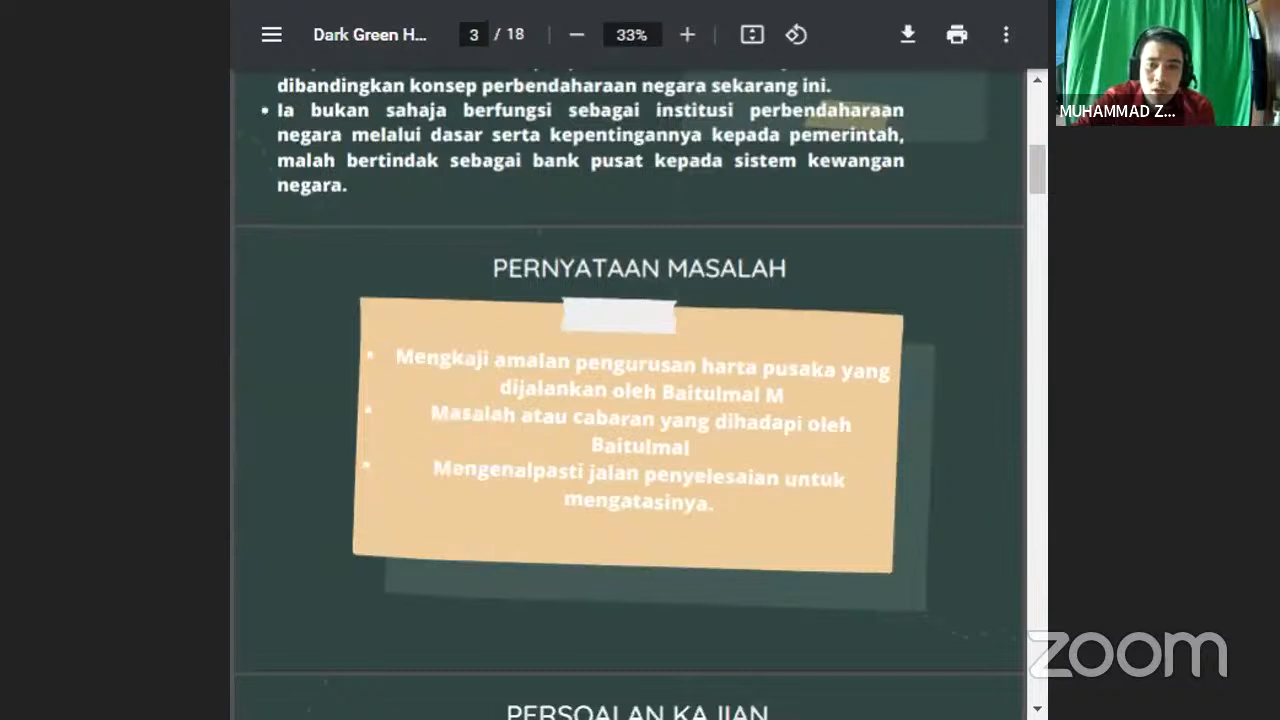 Dark Green H...
3 / 18
33%
MUHAMMAD Z...
dibandingkan konsep perbendaharaan negara sekarang ini.
• Ia bukan sahaja berfungsi sebagai institusi perbendaharaan
negara melalui dasar serta kepentingannya kepada pemerintah,
malah bertindak sebagai bank pusat kepada sistem kewangan
negara.
PERNYATAAN MASALAH
• Mengkaji amalan pengurusan harta pusaka yang
dijalankan oleh Baitulmal M
• Masalah atau cabaran yang dihadapi oleh
Baitulmal
• Mengenalpasti jalan penyelesaian untuk
mengatasinya.
PERSOALAN KAJIAN
zoom